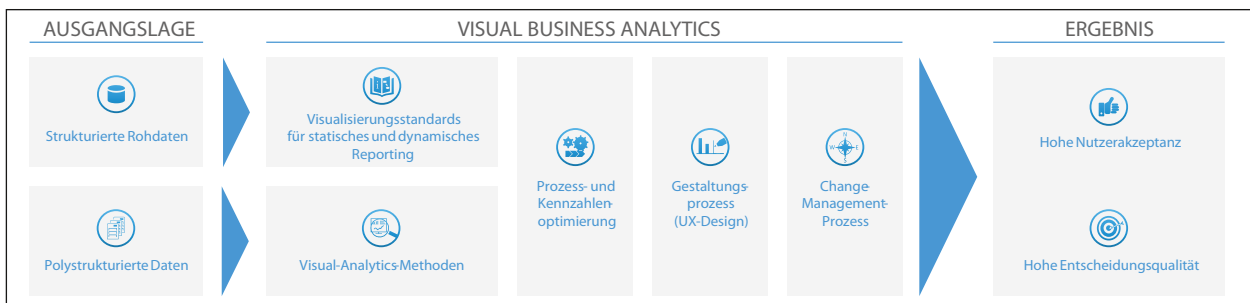 AUSGANGSLAGE
VISUAL BUSINESS ANALYTICS
ERGEBNIS
Strukturierte Rohdaten
Polystrukturierte Daten
Visualisierungsstandards
für statisches und dynamisches
Reporting
Visual-Analytics-Methoden
Prozess- und
Kennzahlen-
optimierung
Gestaltungs-
prozess
(UX-Design)
N
W
E
S
Change-
Management-
Prozess
Hohe Nutzerakzeptanz
Hohe Entscheidungsqualität